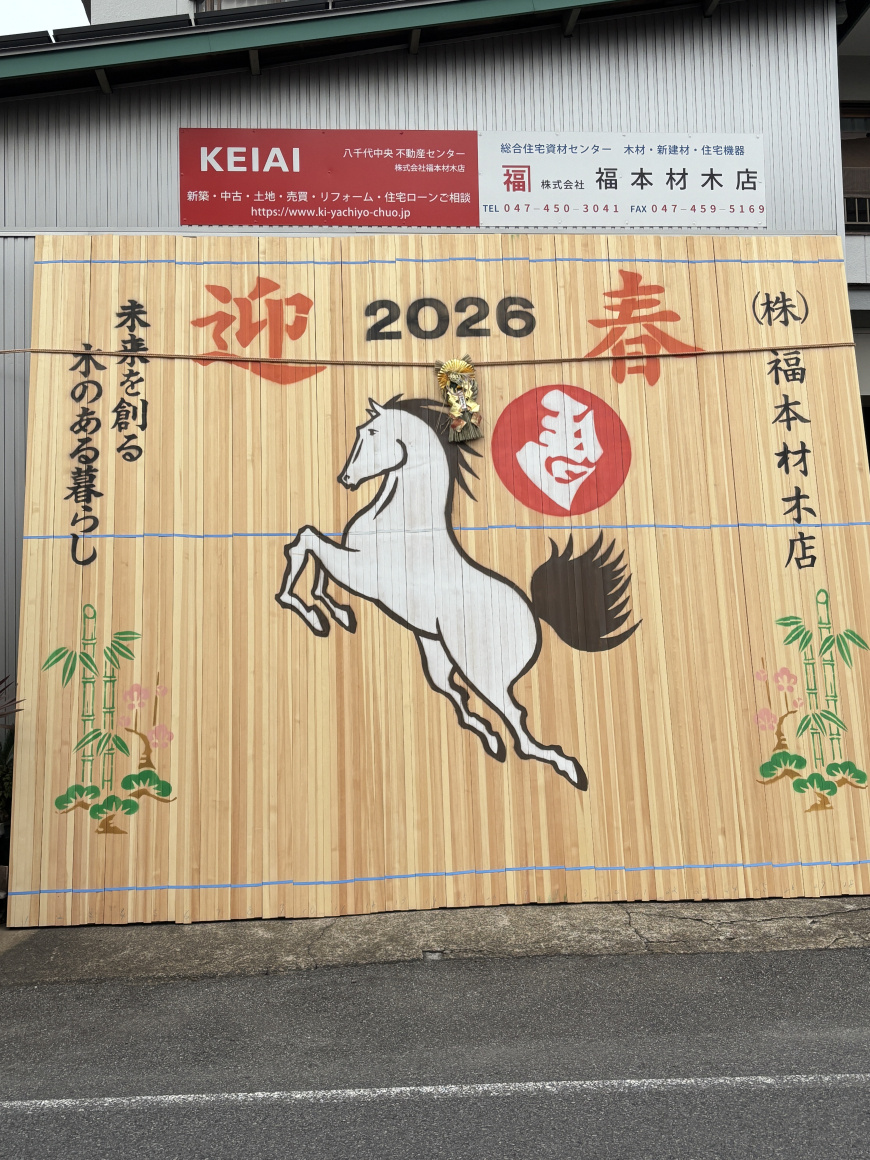 KEIAI
八千代中央 不動産センター
株式会社福本材木店
新築・中古・土地・売買・リフォーム・住宅ローンご相談
https://www.ki-yachiyo-chuo.jp
総合住宅資材センター 木材・新建材・住宅機器
福 株式会社 福本材木店
TEL 047-450-3041 FAX 047-459-5169
迎 2026 春
(株)福本材木店
未来を創る
木のある暮らし